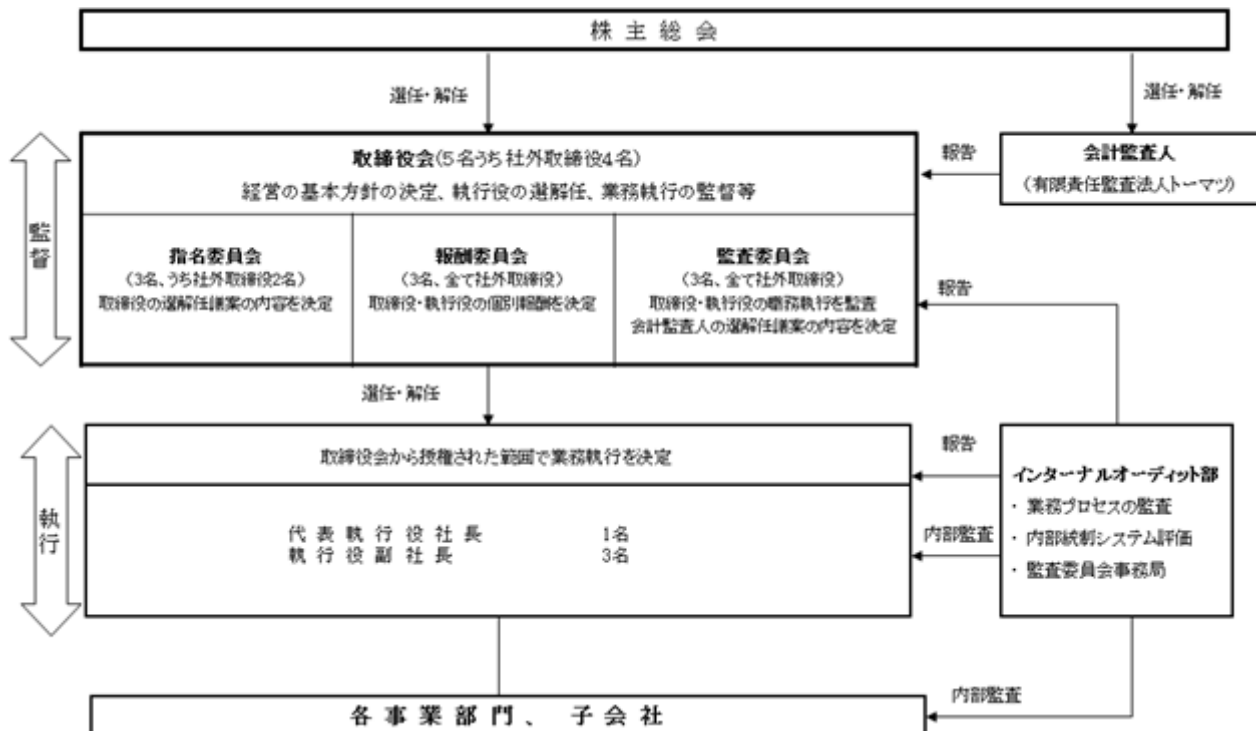 株主総会
選任・解任
選任・解任
監督
取締役会(5名うち社外取締役4名)
経営の基本方針の決定、執行役の選解任、業務執行の監督等
報告
会計監査人
(有限責任監査法人トーマツ)
指名委員会
(3名、うち社外取締役2名)
取締役の選解任議案の内容を決定
報酬委員会
(3名、全て社外取締役)
取締役・執行役の個別報酬を決定
監査委員会
(3名、全て社外取締役)
取締役・執行役の職務執行を監査
会計監査人の選解任議案の内容を決定
報告
選任・解任
執行
取締役会から授権された範囲で業務執行を決定
代表執行役社長 1名
執行役副社長 3名
報告
内部監査
インターナルオーディット部
・ 業務プロセスの監査
・ 内部統制システム評価
・ 監査委員会事務局
内部監査
各事業部門、子会社